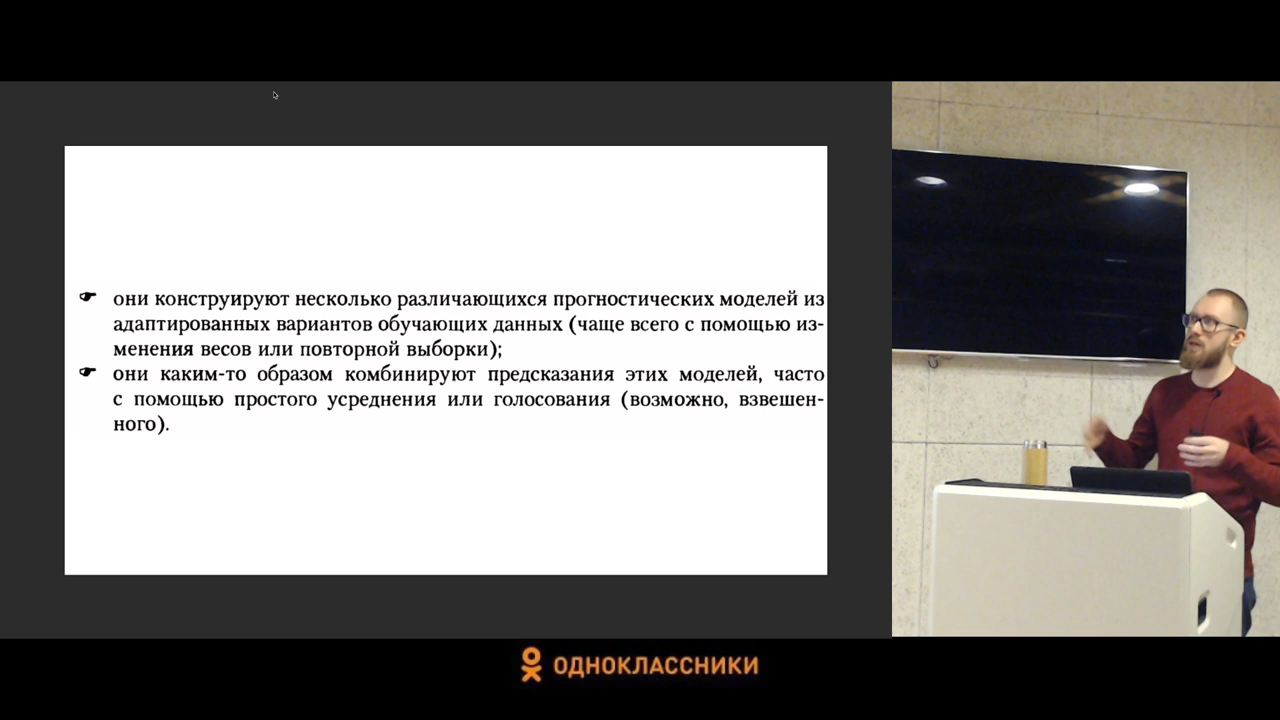 они конструируют несколько различающихся прогностических моделей из
адаптированных вариантов обучающих данных (чаще всего с помощью из-
менения весов или повторной выборки);
они каким-то образом комбинируют предсказания этих моделей, часто
с помощью простого усреднения или голосования (возможно, взвешен-
ного).
ОДНОКЛАССНИКИ